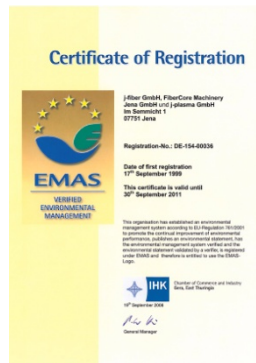 Certificate of Registration
j-fiber GmbH, FiberCore Machinery
Jena GmbH und j-plasma GmbH
Im Semmicht 1
07751 Jena
Registration-No.: DE-154-00036
Date of first registration
17th September 1999
This certificate is valid until
30th September 2011
EMAS
VERIFIED
ENVIRONMENTAL
MANAGEMENT
This organisation has established an environmental
management system according to EU-Regulation 761/2001
to promote the continual improvement of environmental
performance, publishes an environmental statement, has
the environmental management system verified and the
environmental statement validated by a verifier, is registered
under EMAS and therefore is entitled to use the EMAS-
Logo.
IHK
Chamber of Commerce and Industry
Gera, East Thuringia
September 2008
General Manager